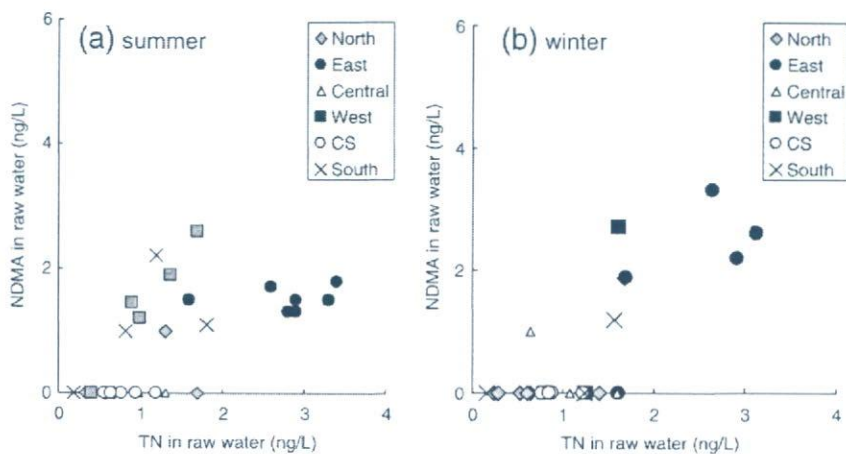 (a) summer
North
East
Central
West
CS
South
NDMA in raw water (ng/L)
6
4
2
0
0 1 2 3 4
TN in raw water (ng/L)
(b) winter
North
East
Central
West
CS
South
NDMA in raw water (ng/L)
6
4
2
0
0 1 2 3 4
TN in raw water (ng/L)